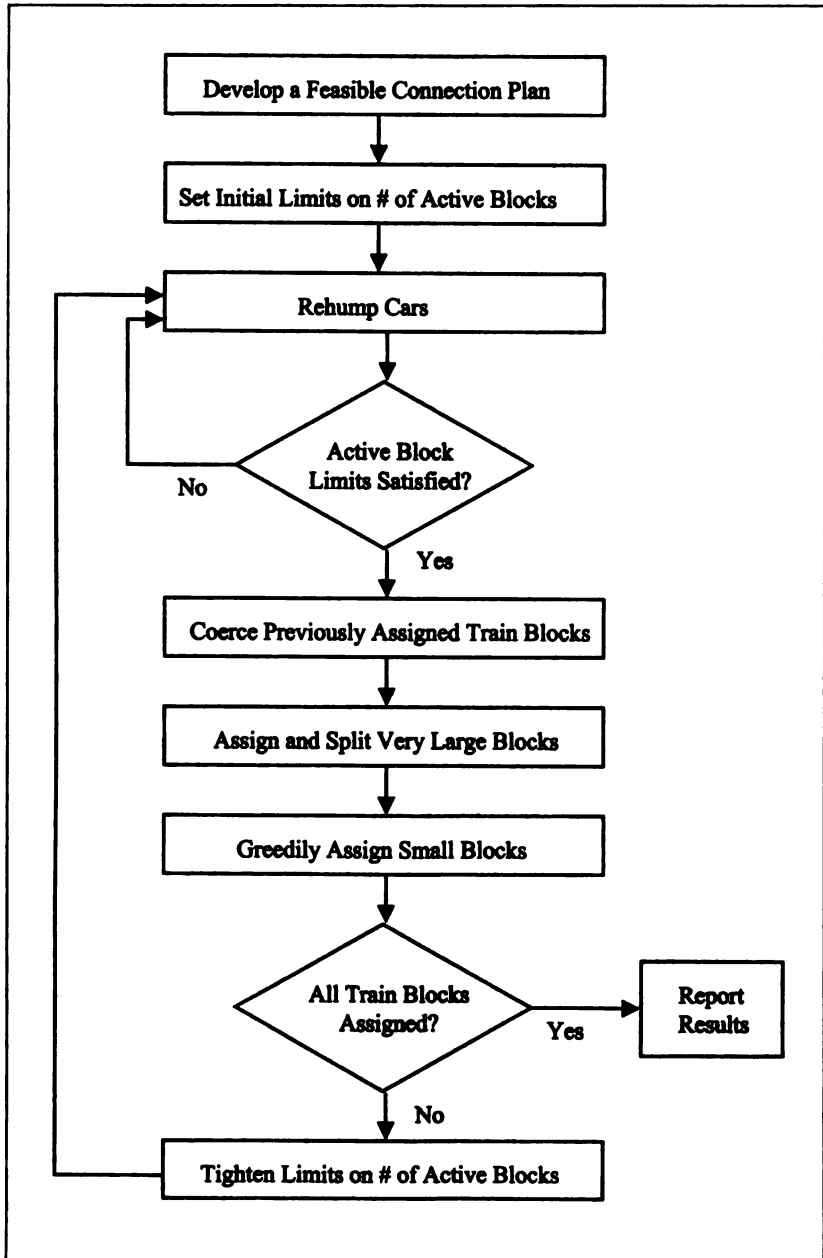 Develop a Feasible Connection Plan
Set Initial Limits on # of Active Blocks
Rehump Cars
Active Block
Limits Satisfied?
No
Yes
Coerce Previously Assigned Train Blocks
Assign and Split Very Large Blocks
Greedily Assign Small Blocks
All Train Blocks
Assigned?
Yes
Report
Results
No
Tighten Limits on # of Active Blocks